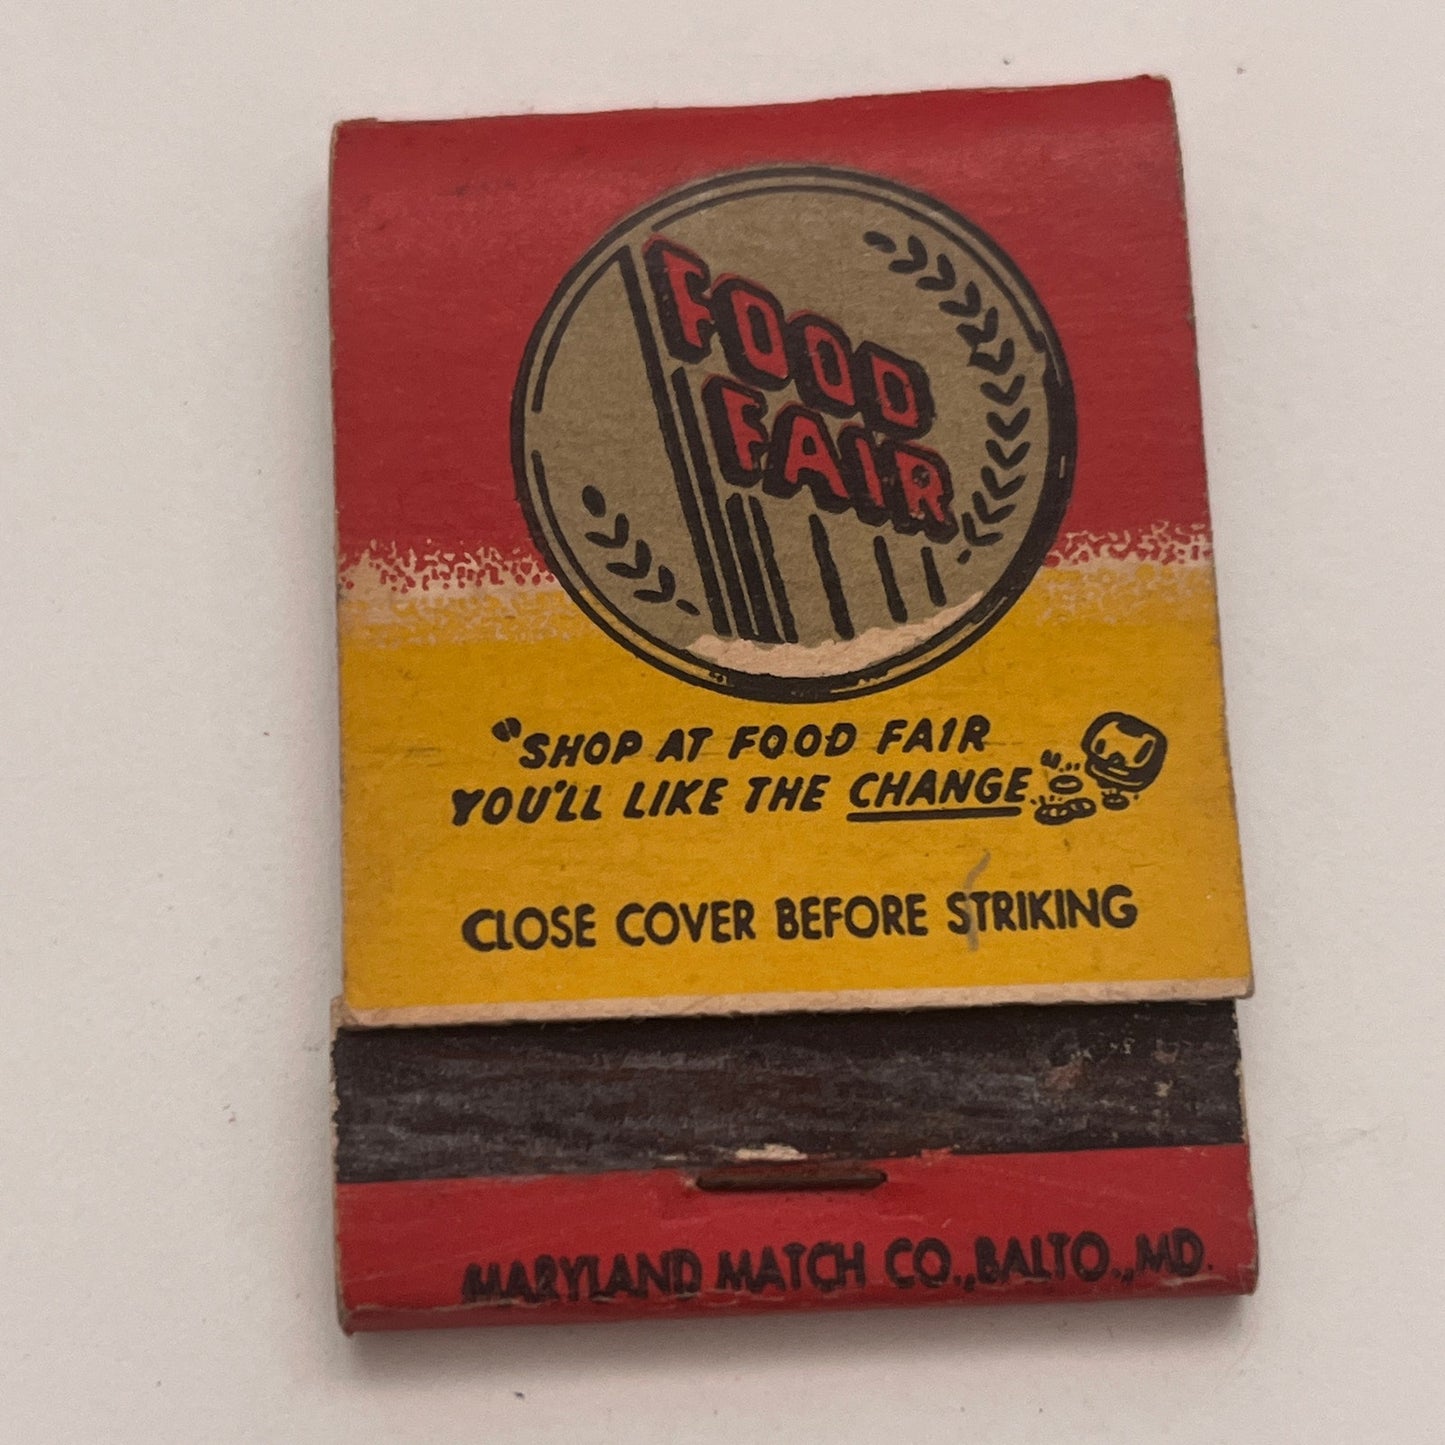 FOOD
FAIR
"SHOP AT FOOD FAIR
YOU'LL LIKE THE CHANGE"
CLOSE COVER BEFORE STRIKING
MARYLAND MATCH CO., BALTO., MD.